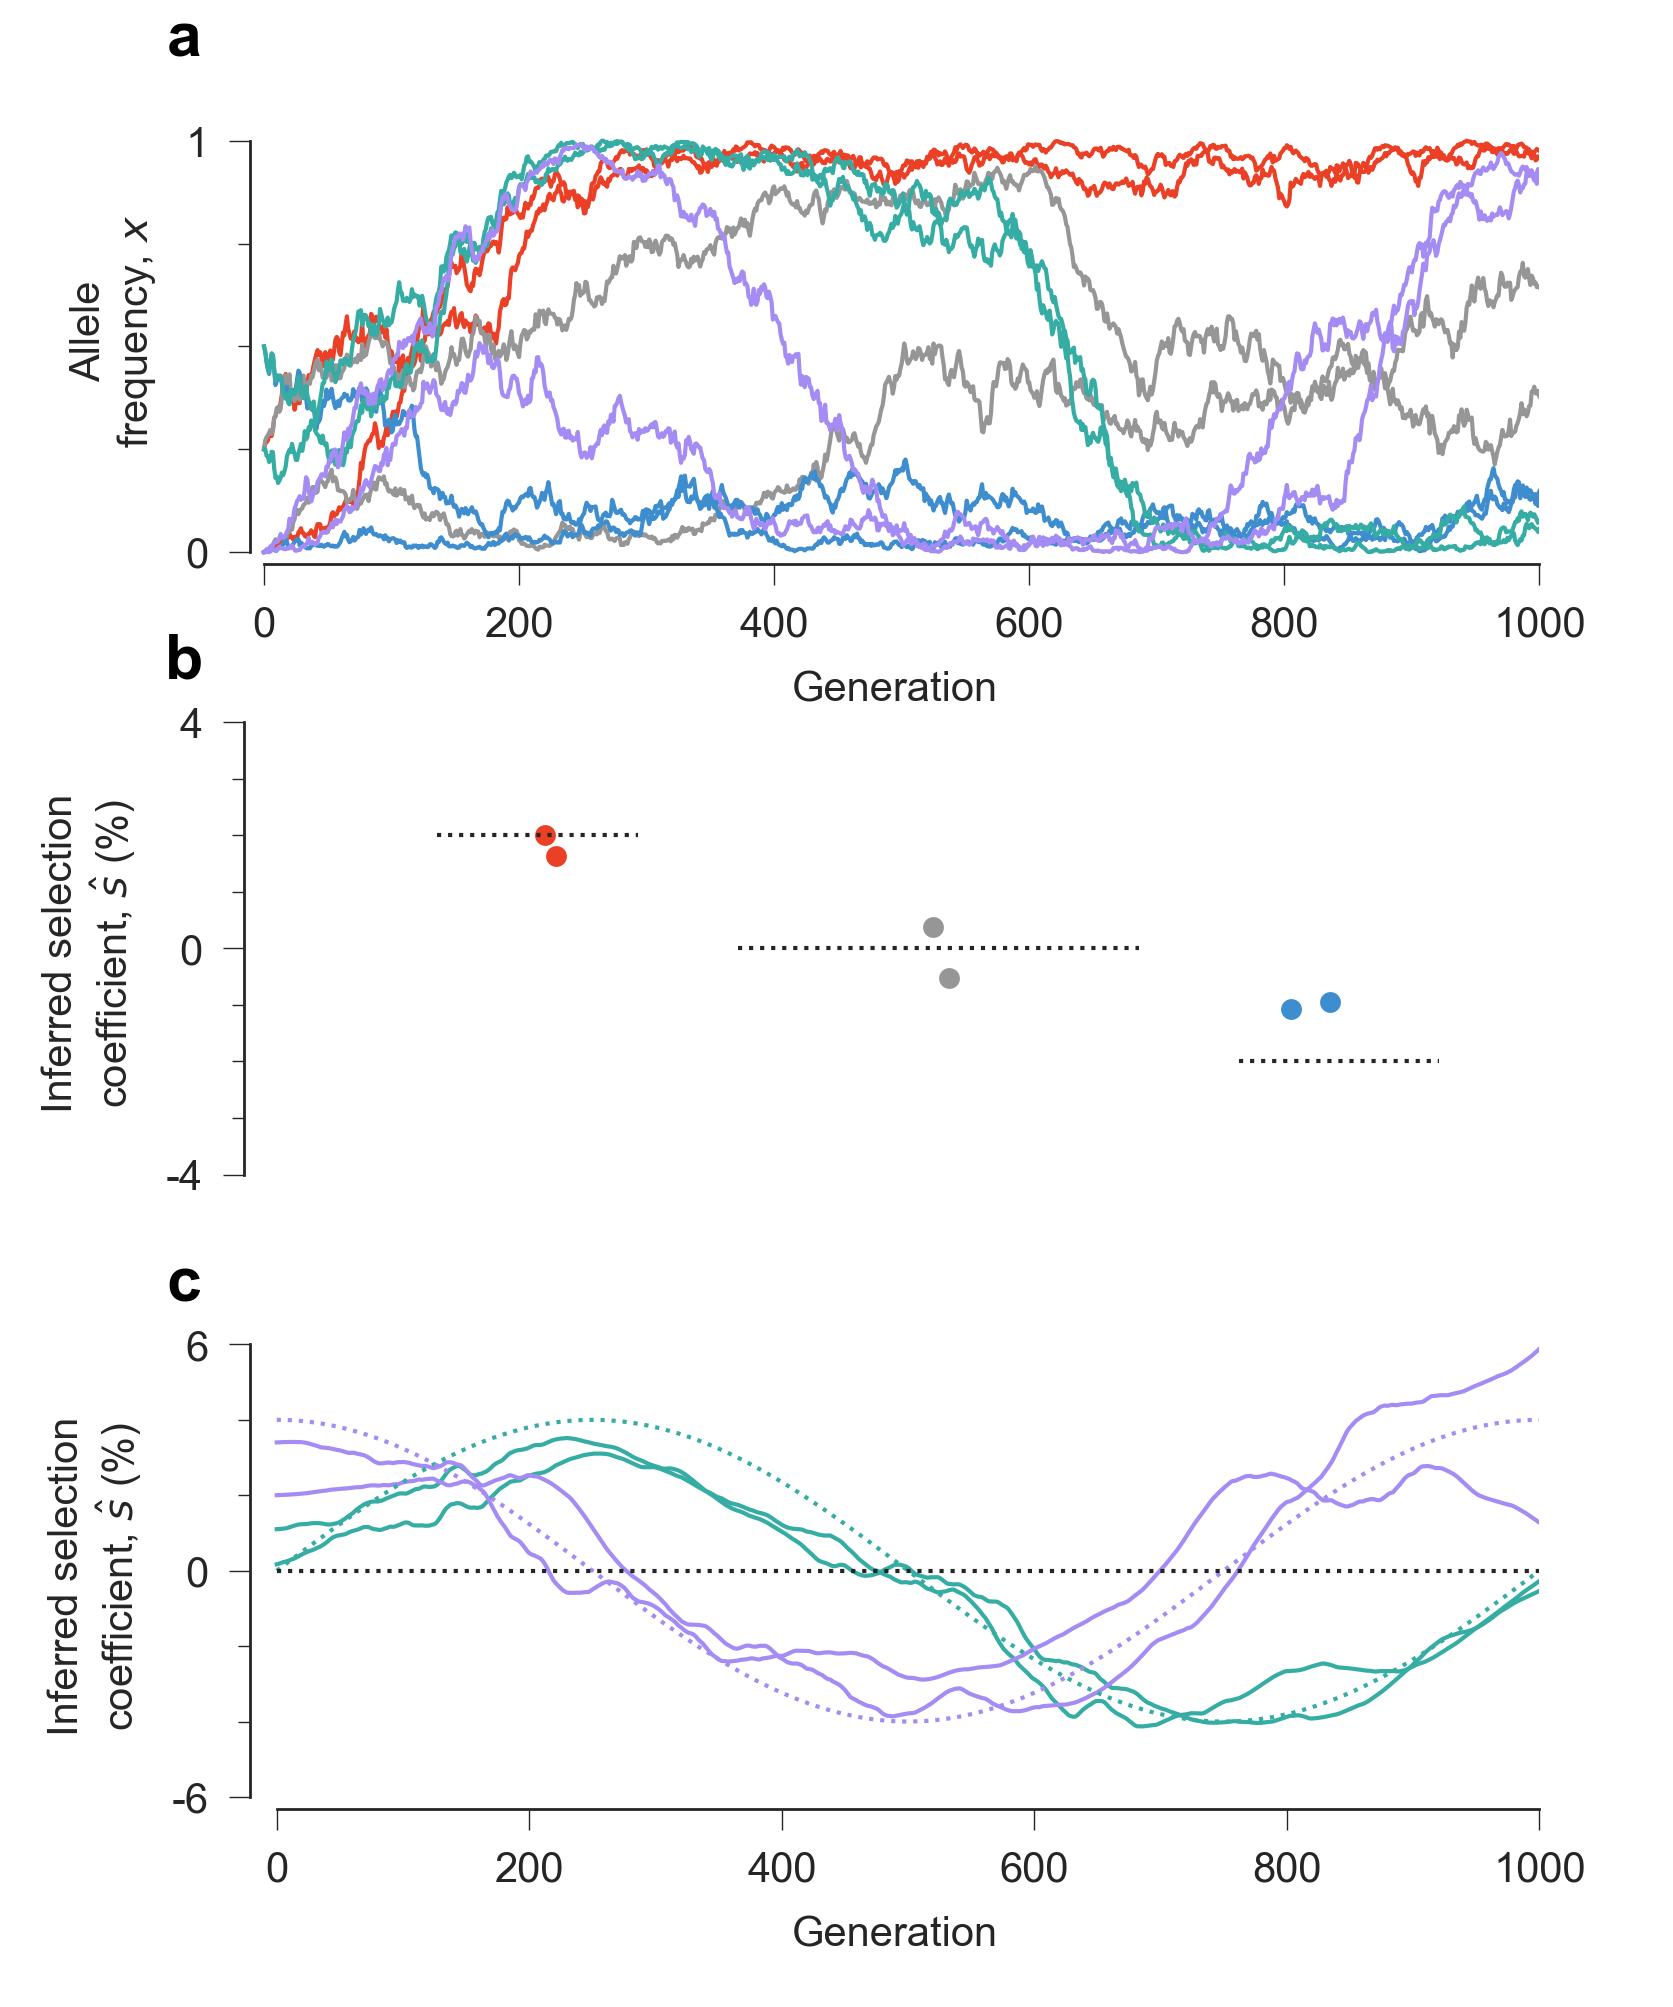 a
Allele
frequency, x
1
0
0 200 400 600 800 1000
Generation
b
Inferred selection
coefficient, ŝ (%)
4
0
-4
c
Inferred selection
coefficient, ŝ (%)
6
0
-6
0 200 400 600 800 1000
Generation